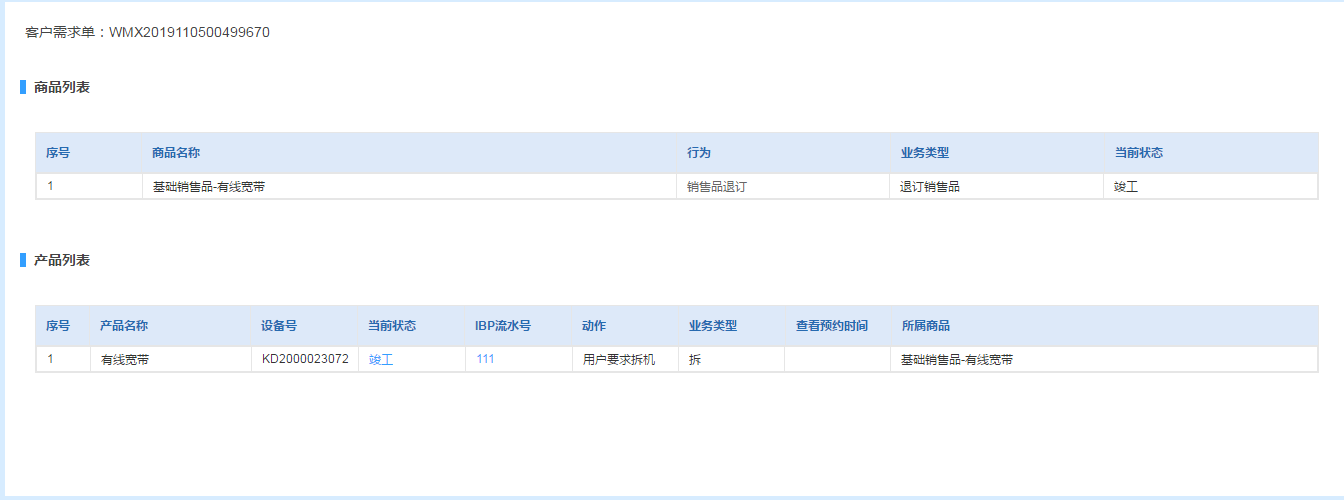 客户需求单：WMX2019110500499670
商品列表
序号 商品名称 行为 业务类型 当前状态
1 基础销售品-有线宽带 销售品退订 退订销售品 竣工
产品列表
序号 产品名称 设备号 当前状态 IBP流水号 动作 业务类型 查看预约时间 所属商品
1 有线宽带 KD2000023072 竣工 111 用户要求拆机 拆 基础销售品-有线宽带